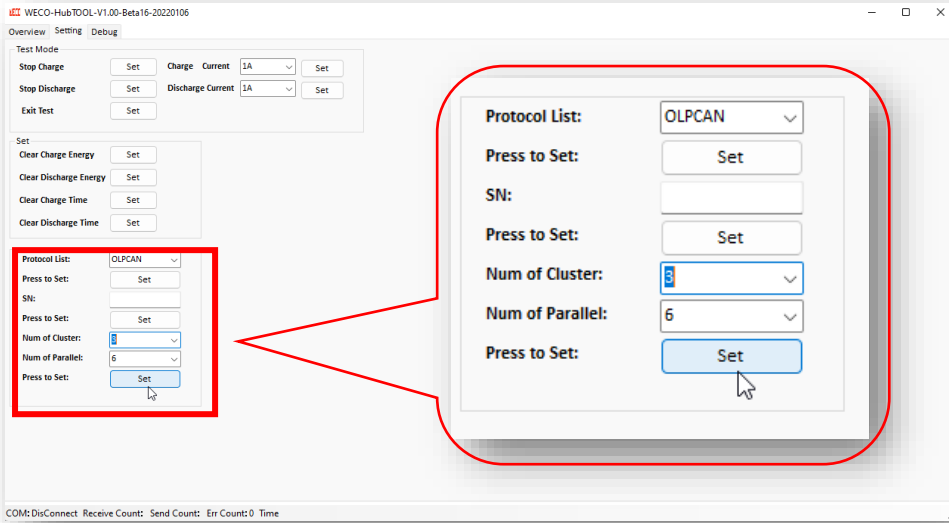 WECO WECO-HubTOOL-V1.00-Beta16-20220106
Overview Setting Debug
Test Mode
Stop Charge Set Charge Current 1A Set
Stop Discharge Set Discharge Current 1A Set
Exit Test Set
Set
Clear Charge Energy Set
Clear Discharge Energy Set
Clear Charge Time Set
Clear Discharge Time Set
Protocol List: OLPCAN
Press to Set: Set
SN:
Press to Set: Set
Num of Cluster: 3
Num of Parallel: 6
Press to Set: Set
Protocol List: OLPCAN
Press to Set: Set
SN:
Press to Set: Set
Num of Cluster: 3
Num of Parallel: 6
Press to Set: Set
COM: DisConnect Receive Count: Send Count: Err Count: 0 Time